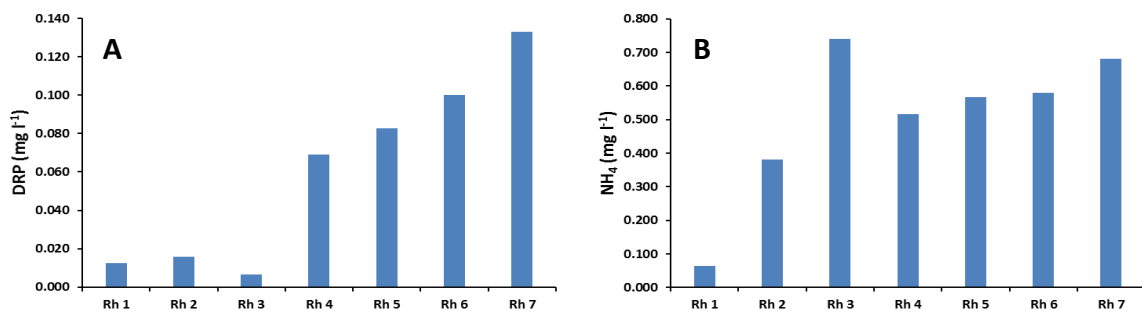 A
DRP (mg l-1)
0.140
0.120
0.100
0.080
0.060
0.040
0.020
0.000
Rh 1 Rh 2 Rh 3 Rh 4 Rh 5 Rh 6 Rh 7
B
NH4 (mg l-1)
0.800
0.700
0.600
0.500
0.400
0.300
0.200
0.100
0.000
Rh 1 Rh 2 Rh 3 Rh 4 Rh 5 Rh 6 Rh 7